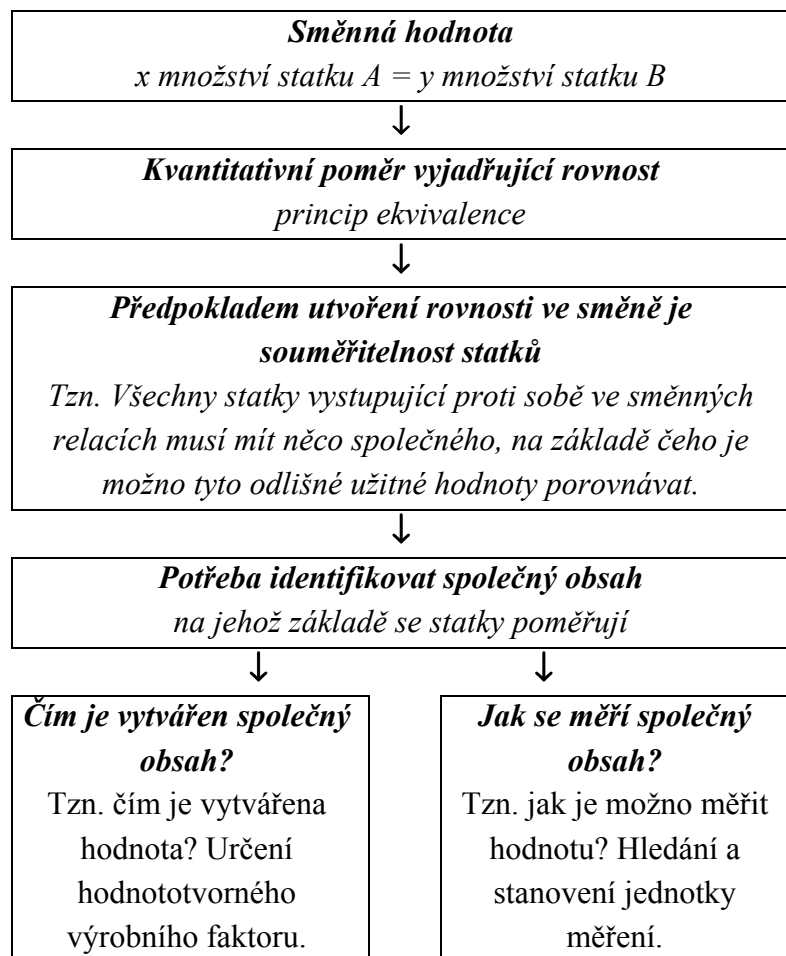 Směnná hodnota
x množství statku A = y množství statku B
↓
Kvantitativní poměr vyjadřující rovnost
princip ekvivalence
↓
Předpokladem utvoření rovnosti ve směně je
souměřitelnost statků
Tzn. Všechny statky vystupující proti sobě ve směnných
relacích musí mít něco společného, na základě čeho je
možno tyto odlišné užitné hodnoty porovnávat.
↓
Potřeba identifikovat společný obsah
na jehož základě se statky poměřují
↓ ↓
Čím je vytvářen společný
obsah?
Tzn. čím je vytvářena
hodnota? Určení
hodnototvorného
výrobního faktoru.
Jak se měří společný
obsah?
Tzn. jak je možno měřit
hodnotu? Hledání a
stanovení jednotky
měření.